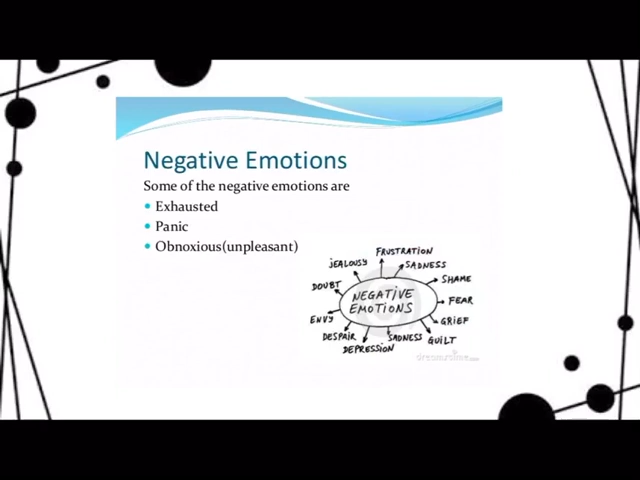 Negative Emotions
Some of the negative emotions are
Exhausted
Panic
Obnoxious(unpleasant)
FRUSTRATION
JEALOUSY
SADNESS
SHAME
DOUBT
NEGATIVE
EMOTIONS
FEAR
ENVY
GRIEF
DESPAIR
SADNESS
GUILT
DEPRESSION
dreamstime